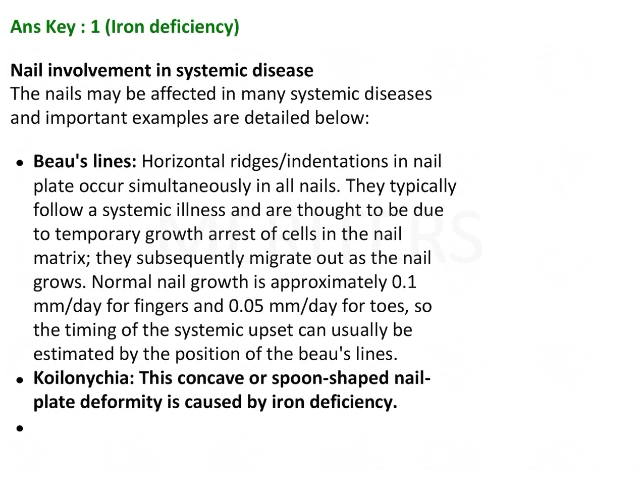 Ans Key : 1 (Iron deficiency)
Nail involvement in systemic disease
The nails may be affected in many systemic diseases
and important examples are detailed below:
• Beau's lines: Horizontal ridges/indentations in nail
plate occur simultaneously in all nails. They typically
follow a systemic illness and are thought to be due
to temporary growth arrest of cells in the nail
matrix; they subsequently migrate out as the nail
grows. Normal nail growth is approximately 0.1
mm/day for fingers and 0.05 mm/day for toes, so
the timing of the systemic upset can usually be
estimated by the position of the beau's lines.
• Koilonychia: This concave or spoon-shaped nail-
plate deformity is caused by iron deficiency.
•